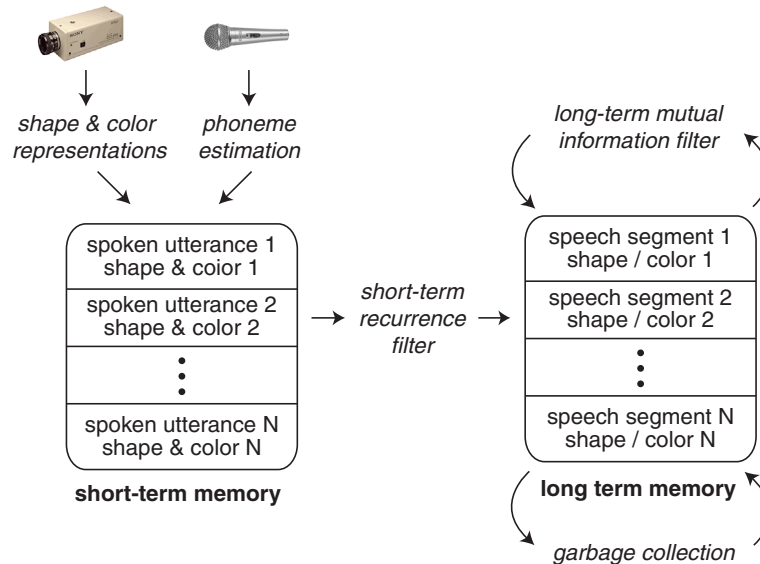 SONY
shape & color
representations
phoneme
estimation
long-term mutual
information filter
spoken utterance 1
shape & coior 1
spoken utterance 2
shape & color 2
spoken utterance N
shape & color N
short-term memory
short-term
recurrence
filter
speech segment 1
shape / color 1
speech segment 2
shape / color 2
speech segment N
shape / color N
long term memory
garbage collection